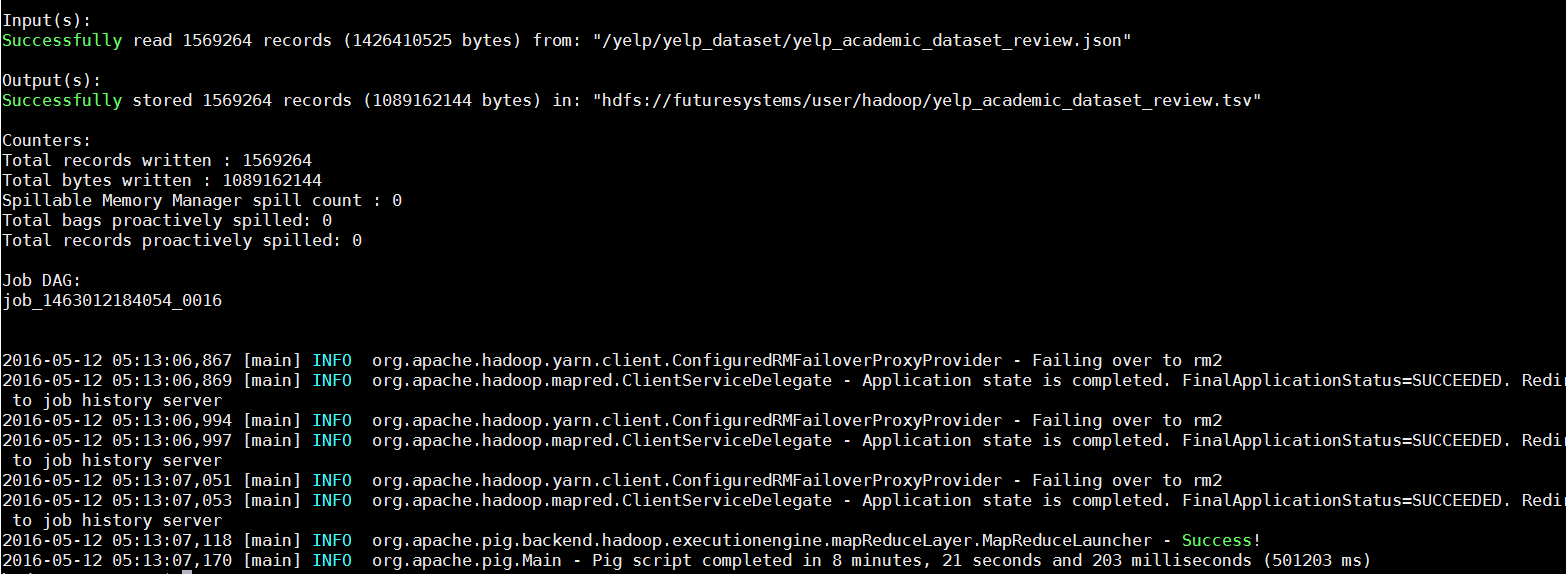 Input(s):
Successfully read 1569264 records (1426410525 bytes) from: "/yelp/yelp_dataset/yelp_academic_dataset_review.json"
Output(s):
Successfully stored 1569264 records (1089162144 bytes) in: "hdfs://futuresystems/user/hadoop/yelp_academic_dataset_review.tsv"
Counters:
Total records written : 1569264
Total bytes written : 1089162144
Spillable Memory Manager spill count : 0
Total bags proactively spilled: 0
Total records proactively spilled: 0
Job DAG:
job_1463012184054_0016
2016-05-12 05:13:06,867 [main] INFO  org.apache.hadoop.yarn.client.ConfiguredRMFailoverProxyProvider - Failing over to rm2
2016-05-12 05:13:06,869 [main] INFO  org.apache.hadoop.mapred.ClientServiceDelegate - Application state is completed. FinalApplicationStatus=SUCCEEDED.
to job history server
2016-05-12 05:13:06,994 [main] INFO  org.apache.hadoop.yarn.client.ConfiguredRMFailoverProxyProvider - Failing over to rm2
2016-05-12 05:13:06,997 [main] INFO  org.apache.hadoop.mapred.ClientServiceDelegate - Application state is completed. FinalApplicationStatus=SUCCEEDED.
to job history server
2016-05-12 05:13:07,051 [main] INFO  org.apache.hadoop.yarn.client.ConfiguredRMFailoverProxyProvider - Failing over to rm2
2016-05-12 05:13:07,053 [main] INFO  org.apache.hadoop.mapred.ClientServiceDelegate - Application state is completed. FinalApplicationStatus=SUCCEEDED.
to job history server
2016-05-12 05:13:07,118 [main] INFO  org.apache.pig.backend.hadoop.executionengine.mapReduceLayer.MapReduceLauncher - Success!
2016-05-12 05:13:07,170 [main] INFO  org.apache.pig.Main - Pig script completed in 8 minutes, 21 seconds and 203 milliseconds (501203 ms)